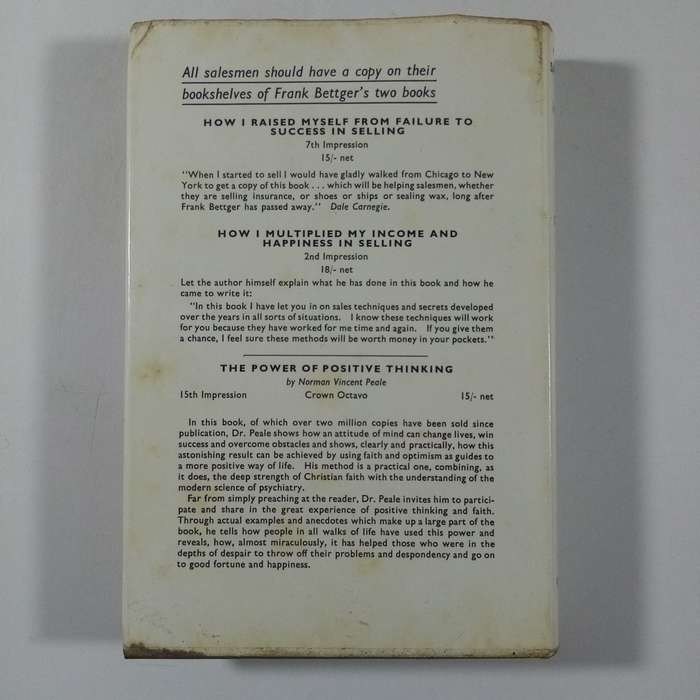 All salesmen should have a copy on their
bookshelves of Frank Bettger's two books
HOW I RAISED MYSELF FROM FAILURE TO
SUCCESS IN SELLING
7th Impression
15/- net
"When I started to sell I would have gladly walked from Chicago to New
York to get a copy of this book . . . which will be helping salesmen, whether
they are selling insurance, or shoes or ships or sealing wax, long after
Frank Bettger has passed away." Dale Carnegie.
HOW I MULTIPLIED MY INCOME AND
HAPPINESS IN SELLING
2nd Impression
18/- net
Let the author himself explain what he has done in this book and how he
came to write it:
"In this book I have let you in on sales techniques and secrets developed
over the years in all sorts of situations. I know these techniques will work
for you because they have worked for me time and again. If you give them
a chance, I feel sure these methods will be worth money in your pockets."
THE POWER OF POSITIVE THINKING
by Norman Vincent Peale
15th Impression Crown Octavo 15/- net
In this book, of which over two million copies have been sold since
publication, Dr. Peale shows how an attitude of mind can change lives, win
success and overcome obstacles and shows, clearly and practically, how this
astonishing result can be achieved by using faith and optimism as guides to
a more positive way of life. His method is a practical one, combining, as
it does, the deep strength of Christian faith with the understanding of the
modern science of psychiatry.
Far from simply preaching at the reader, Dr. Peale invites him to partici-
pate and share in the great experience of positive thinking and faith.
Through actual examples and anecdotes which make up a large part of the
book, he tells how people in all walks of life have used this power and
reveals, how, almost miraculously, it has helped those who were in the
depths of despair to throw off their problems and despondency and go on
to good fortune and happiness.